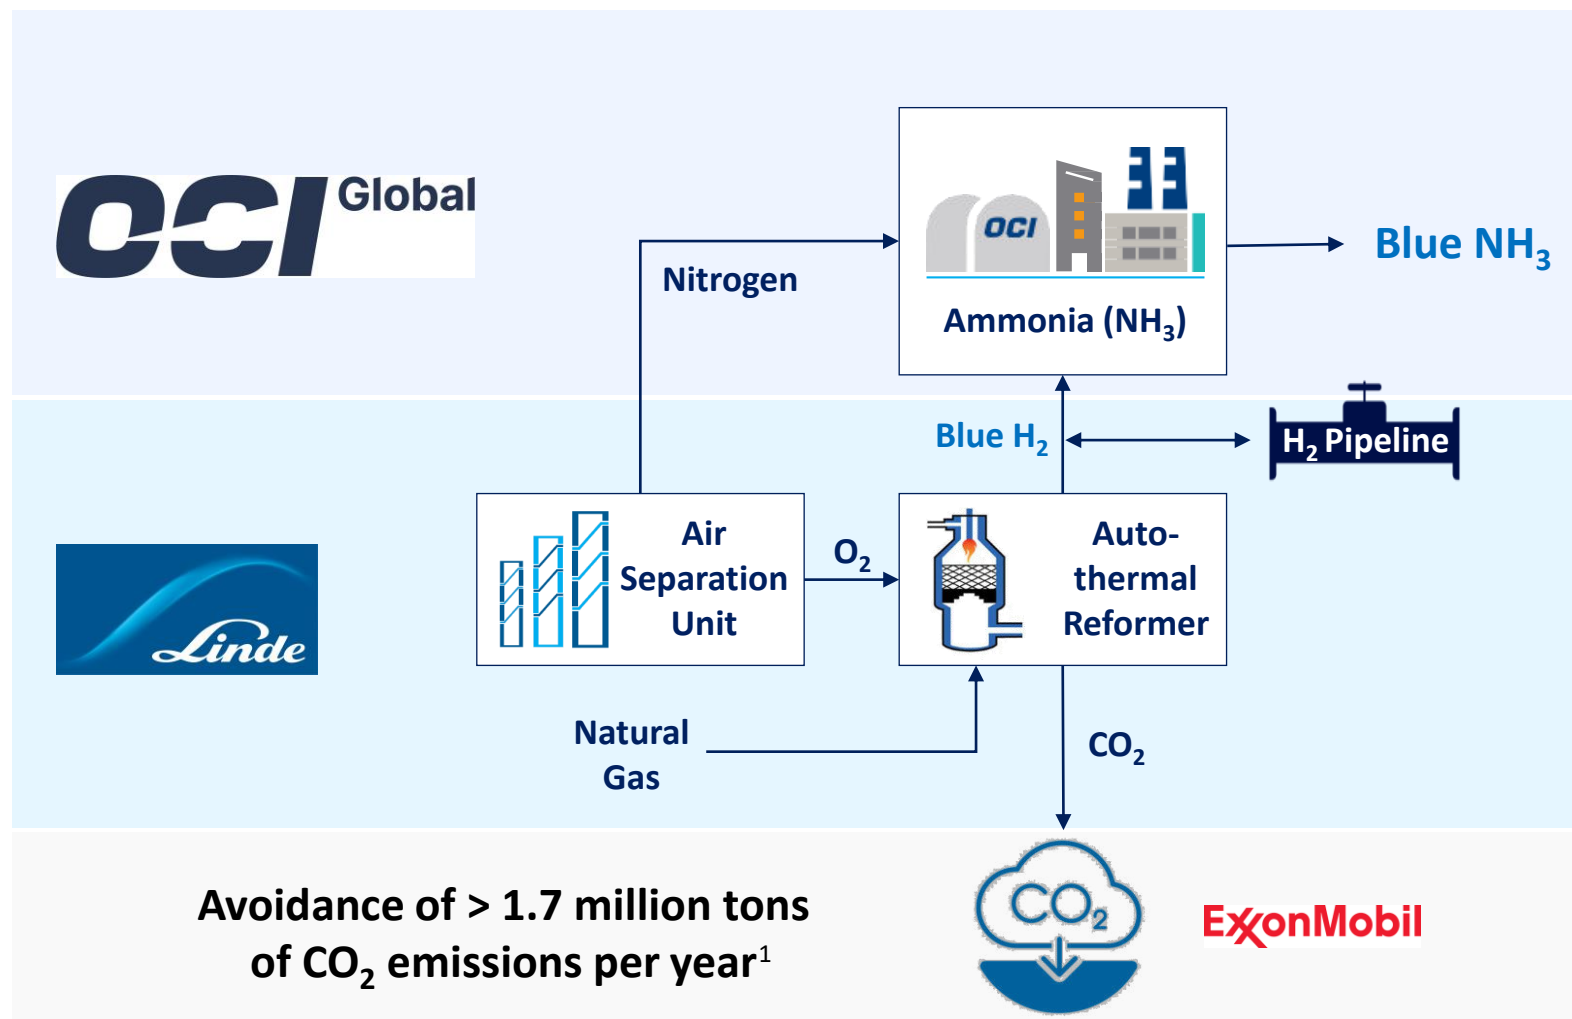 OCI Global
OCI
Ammonia (NH₃)
Nitrogen
Blue NH₃
Blue H₂
H₂ Pipeline
Air
Separation
Unit
O₂
Auto-
thermal
Reformer
Linde
Natural
Gas
CO₂
Avoidance of > 1.7 million tons
of CO₂ emissions per year¹
CO₂
ExxonMobil